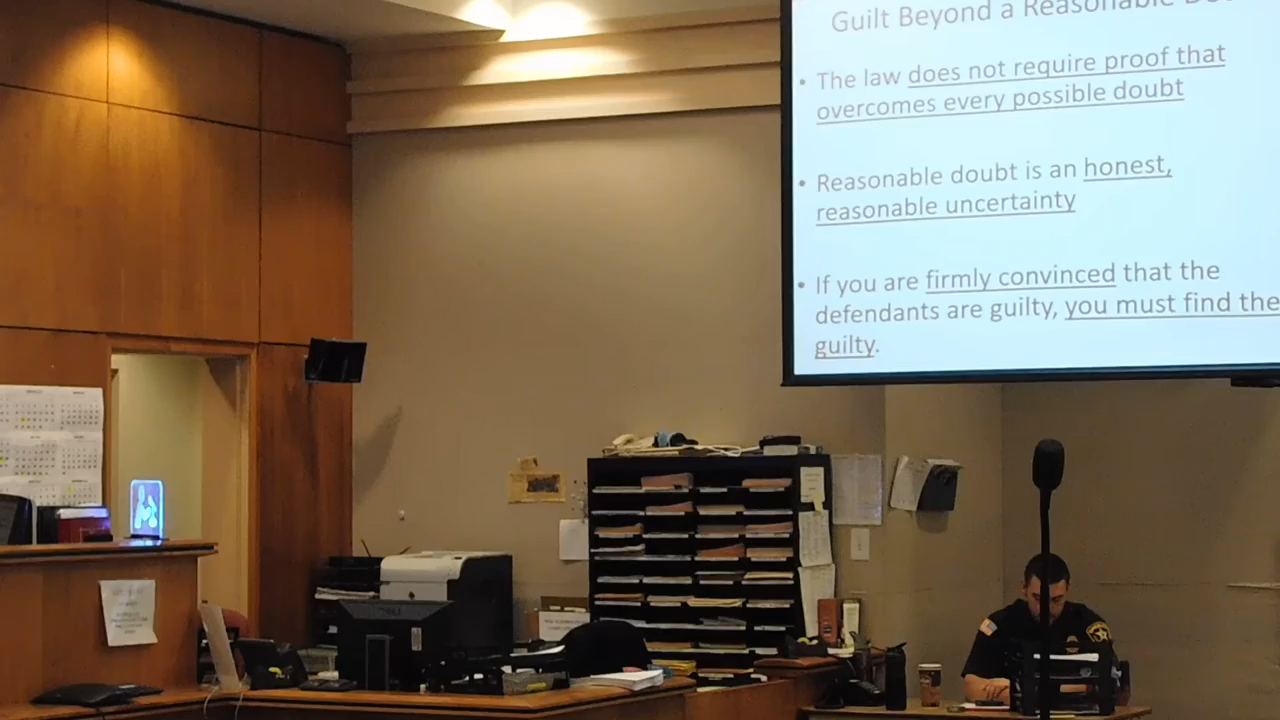 Guilt Beyond a Reasonable
• The law does not require proof that
overcomes every possible doubt
• Reasonable doubt is an honest,
reasonable uncertainty
• If you are firmly convinced that the
defendants are guilty, you must find the
guilty.